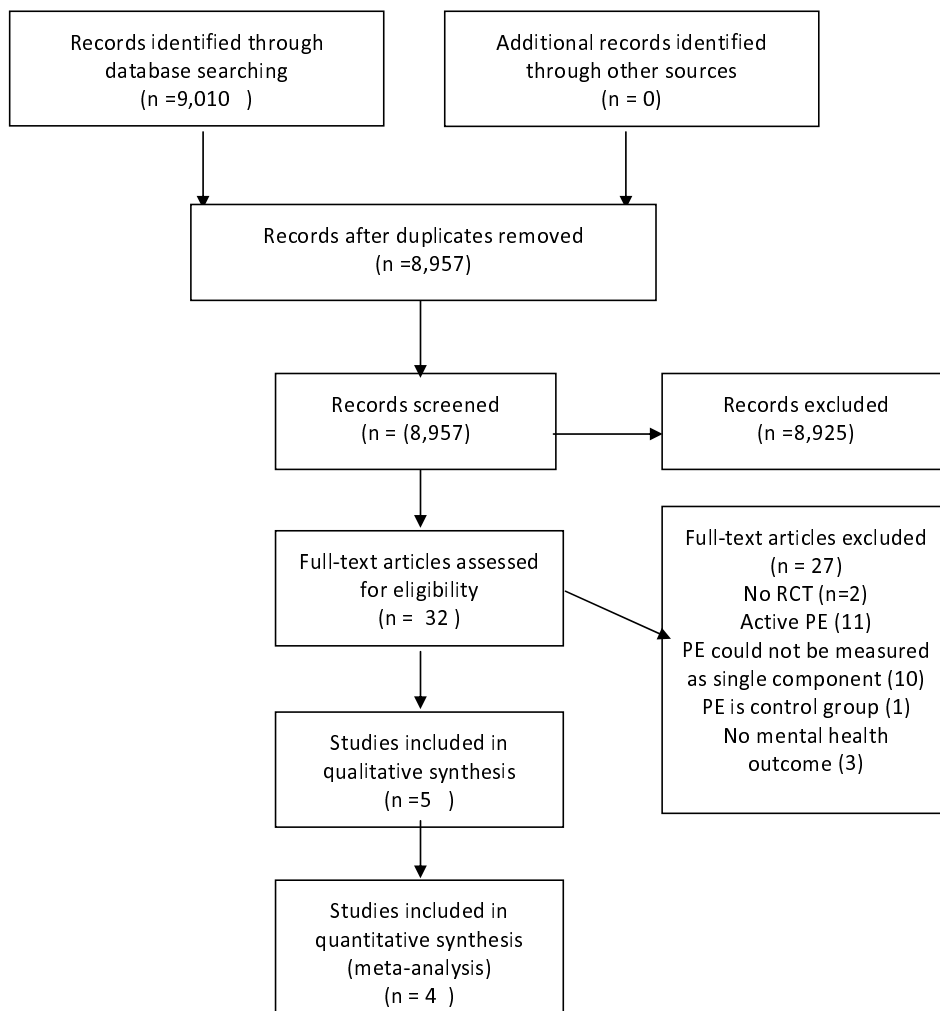 Records identified through
database searching
(n =9,010   )
Additional records identified
through other sources
(n = 0)
Records after duplicates removed
(n =8,957)
Records screened
(n = (8,957)
Records excluded
(n =8,925)
Full-text articles assessed
for eligibility
(n =  32 )
Full-text articles excluded
(n = 27)
No RCT (n=2)
Active PE (11)
PE could not be measured
as single component (10)
PE is control group (1)
No mental health
outcome (3)
Studies included in
qualitative synthesis
(n =5   )
Studies included in
quantitative synthesis
(meta-analysis)
(n = 4   )